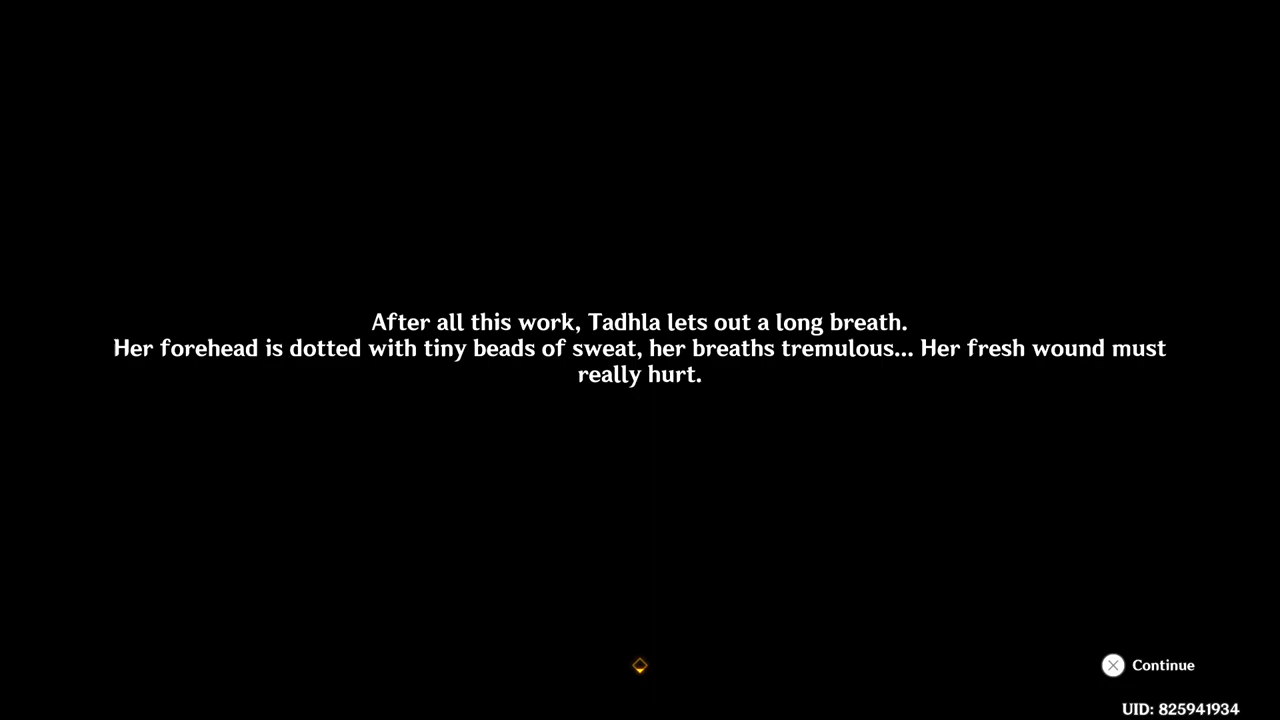 After all this work, Tadhla lets out a long breath.
Her forehead is dotted with tiny beads of sweat, her breaths tremulous... Her fresh wound must
really hurt.
Continue
UID: 825941934